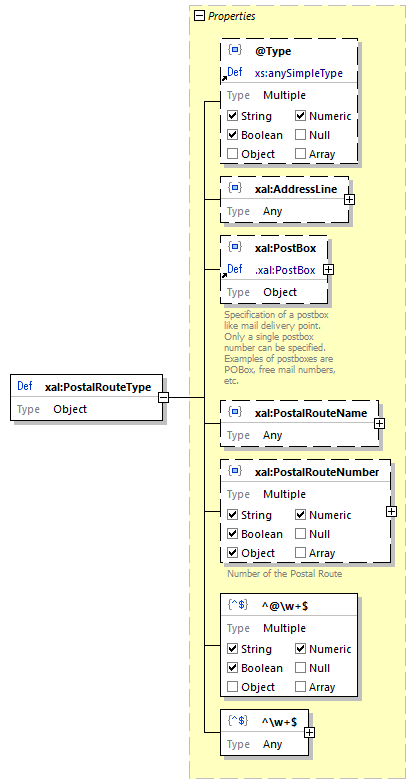 Properties
@Type
Def xs:anySimpleType
Type Multiple
String Numeric
Boolean Null
Object Array
xal:AddressLine
Type Any
xal:PostBox
Def .xal:PostBox
Type Object
Specification of a postbox
like mail delivery point.
Only a single postbox
number can be specified.
Examples of postboxes are
POBox, free mail numbers,
etc.
Def xal:PostalRouteType
Type Object
xal:PostalRouteName
Type Any
xal:PostalRouteNumber
Type Multiple
String Numeric
Boolean Null
Object Array
Number of the Postal Route
{^$} ^@\w+$
Type Multiple
String Numeric
Boolean Null
Object Array
{^$} ^\w+$
Type Any